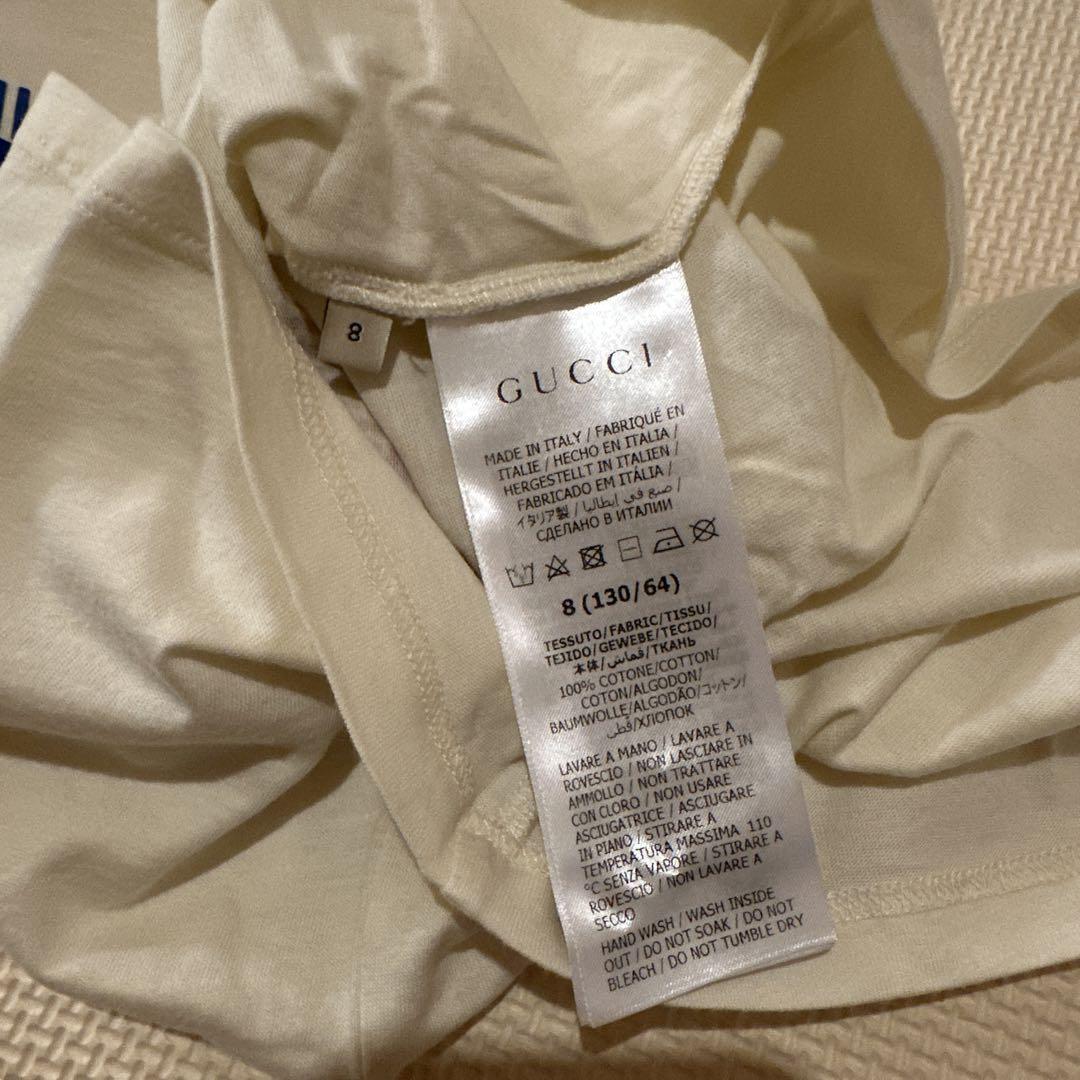 8
GUCCI
MADE IN ITALY / FABRIQUÉ EN
ITALIE / HECHO EN ITALIA /
HERGESTELLT IN ITALIEN /
FABRICADO EM ITÁLIA /
イタリア製 / صنع في إيطاليا /
СДЕЛАНО В ИТАЛИИ
8 (130/64)
TESSUTO/FABRIC/TISSU/
TEJIDO/GEWEBE/TECIDO/
本体/قماش/ТКАНЬ
100% COTONE/COTTON/
COTON/ALGODON/
BAUMWOLLE/ALGODÃO/コットン/
قطن/ХЛОПОК
LAVARE A MANO / LAVARE A
ROVESCIO / NON LASCIARE IN
AMMOLLO / NON TRATTARE
CON CLORO / NON USARE
ASCIUGATRICE / ASCIUGARE
IN PIANO / STIRARE A
TEMPERATURA MASSIMA 110
°C SENZA VAPORE / STIRARE A
ROVESCIO / NON LAVARE A
SECCO
HAND WASH / WASH INSIDE
OUT / DO NOT SOAK / DO NOT
BLEACH / DO NOT TUMBLE DRY